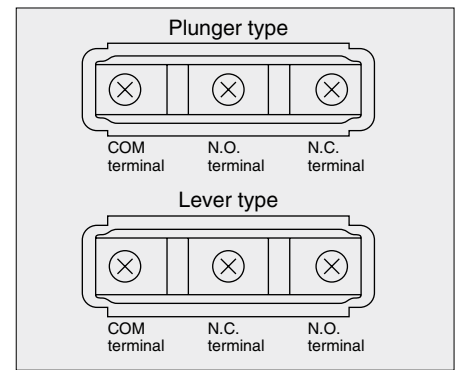 Plunger type
COM terminal
N.O. terminal
N.C. terminal
Lever type
COM terminal
N.C. terminal
N.O. terminal